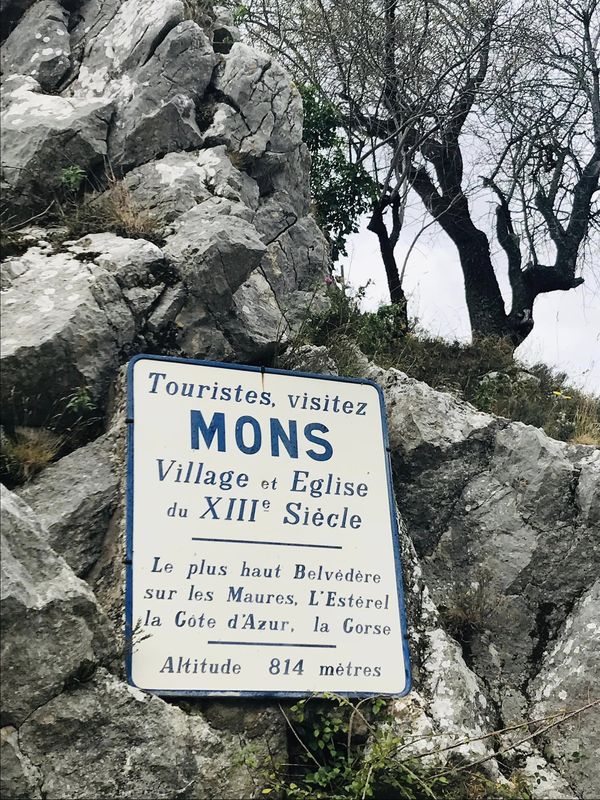 Touristes, visitez
MONS
Village et Eglise
du XIIIe Siècle
Le plus haut Belvédère
sur les Maures, L'Estérel
la Côte d'Azur, la Corse
Altitude 814 mètres